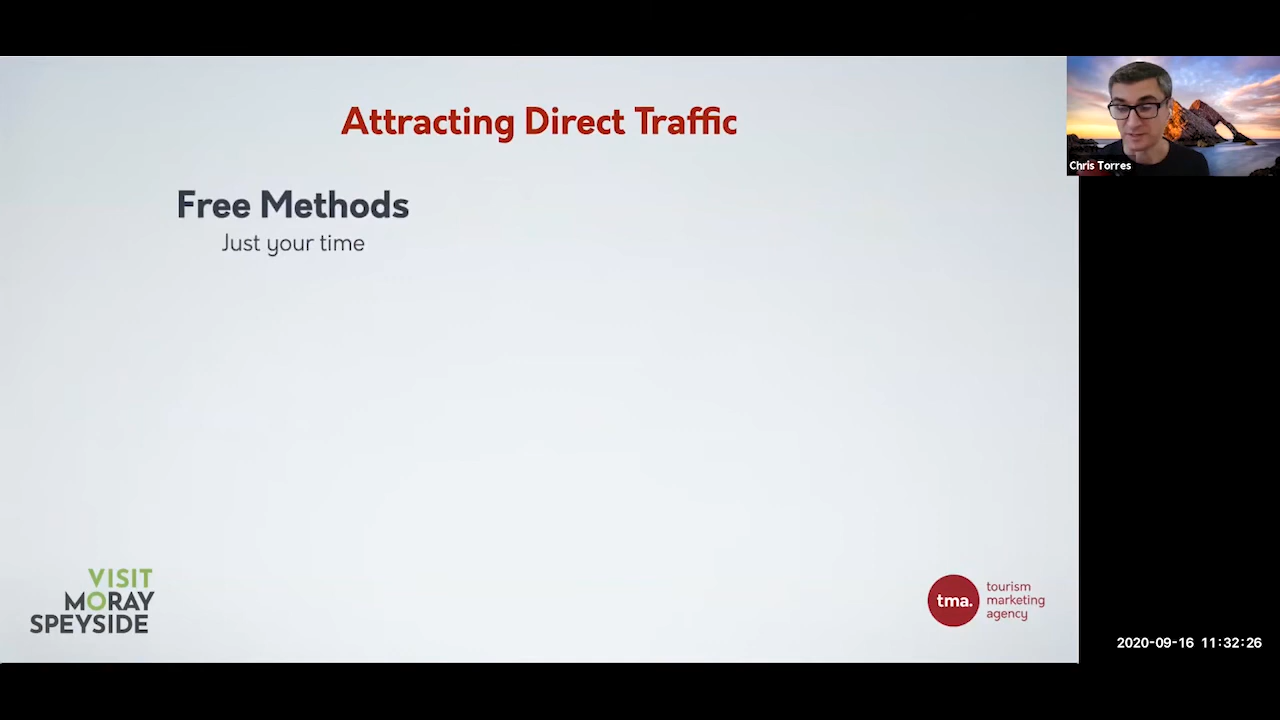 Attracting Direct Traffic
Chris Torres
Free Methods
Just your time
VISIT
MORAY
SPEYSIDE
tma.
tourism
marketing
agency
2020-09-16 11:32:26